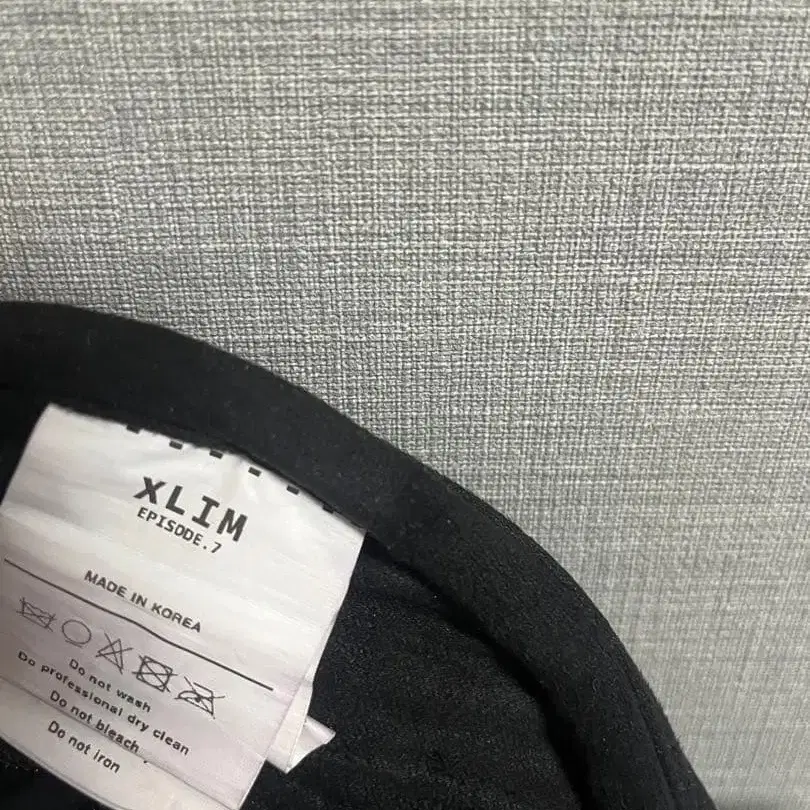 xLIM
EPISODE.7
MADE IN KOREA
Do not wash
Do professional dry clean
Do not bleach
Do not iron